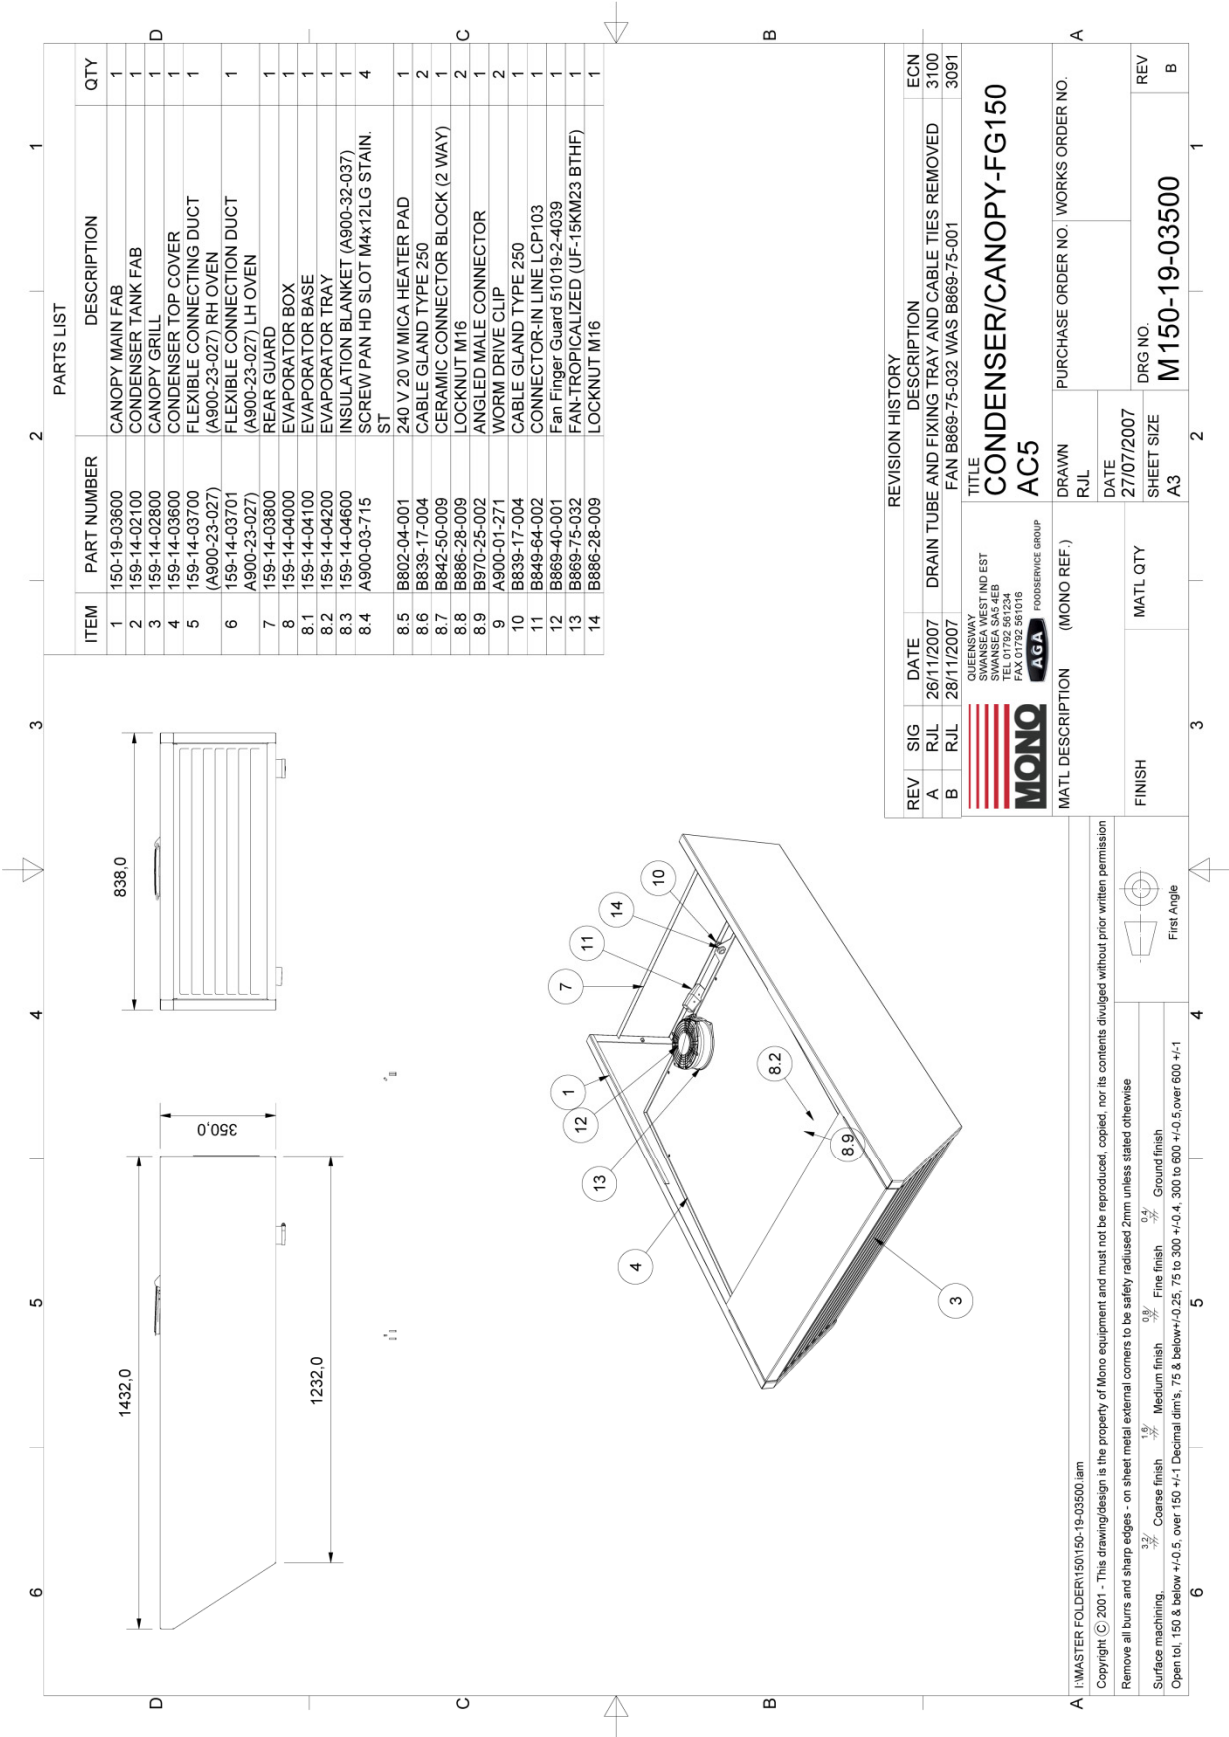 6 5 4 3 2 1
D
C
B
A
PARTS LIST
ITEM PART NUMBER DESCRIPTION QTY
1 150-19-03600 CANOPY MAIN FAB 1
2 159-14-02100 CONDENSER TANK FAB 1
3 159-14-02800 CANOPY GRILL 1
4 159-14-03600 CONDENSER TOP COVER 1
5 159-14-03700 FLEXIBLE CONNECTING DUCT 1
(A900-23-027) (A900-23-027) RH OVEN
6 159-14-03701 FLEXIBLE CONNECTION DUCT 1
A900-23-027) (A900-23-027) LH OVEN
7 159-14-03800 REAR GUARD 1
8 159-14-04000 EVAPORATOR BOX 1
8.1 159-14-04100 EVAPORATOR BASE 1
8.2 159-14-04200 EVAPORATOR TRAY 1
8.3 159-14-04600 INSULATION BLANKET (A900-32-037) 1
8.4 A900-03-715 SCREW PAN HD SLOT M4x12LG STAIN. 4
ST
8.5 B802-04-001 240 V 20 W MICA HEATER PAD 1
8.6 B839-17-004 CABLE GLAND TYPE 250 2
8.7 B842-50-009 CERAMIC CONNECTOR BLOCK (2 WAY) 1
8.8 B886-28-009 LOCKNUT M16 2
8.9 B970-25-002 ANGLED MALE CONNECTOR 1
9 A900-01-271 WORM DRIVE CLIP 2
10 B839-17-004 CABLE GLAND TYPE 250 1
11 B849-64-002 CONNECTOR-IN LINE LCP103 1
12 B869-40-001 Fan Finger Guard 51019-2-4039 1
13 B869-75-032 FAN-TROPICALIZED (UF-15KM23 BTHF) 1
14 B886-28-009 LOCKNUT M16 1
1432,0
350,0
1232,0
838,0
1
12
13
4
7
11
14
10
8.2
8.9
3
REVISION HISTORY
REV SIG DATE DESCRIPTION ECN
A RJL 26/11/2007 DRAIN TUBE AND FIXING TRAY AND CABLE TIES REMOVED 3100
B RJL 28/11/2007 FAN B869-75-032 WAS B869-75-001 3091
MONO
QUEENSWAY
SWANSEA WEST IND EST
SWANSEA SA5 4EB
TEL 01792 561234
FAX 01792 561016
AGA FOODSERVICE GROUP
TITLE
CONDENSER/CANOPY-FG150
AC5
MATL DESCRIPTION (MONO REF.)
DRAWN
RJL
PURCHASE ORDER NO. WORKS ORDER NO.
DATE
27/07/2007
FINISH
MATL QTY
SHEET SIZE
A3
DRG NO.
M150-19-03500
REV
B
I:\MASTER FOLDER\150\150-19-03500.iam
Copyright © 2001 - This drawing/design is the property of Mono equipment and must not be reproduced, copied, nor its contents divulged without prior written permission
Remove all burrs and sharp edges - on sheet metal external corners to be safety radiused 2mm unless stated otherwise
Surface machining, 3.2/ Coarse finish 1.6/ Medium finish 0.8/ Fine finish 0.4/ Ground finish
First Angle
Open tol, 150 & below +/-0.5, over 150 +/-1 Decimal dim's, 75 & below+/-0.25, 75 to 300 +/-0.4, 300 to 600 +/-0.5,over 600 +/-1
6 5 4 3 2 1
D
C
B
A